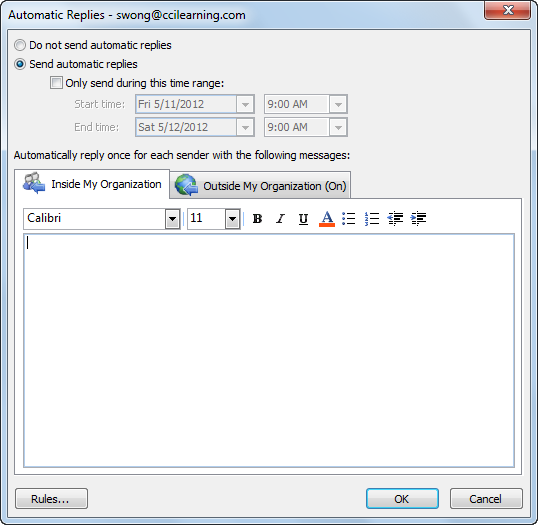 Automatic Replies - swong@ccilearning.com
Do not send automatic replies
Send automatic replies
Only send during this time range:
Start time: Fri 5/11/2012 9:00 AM
End time: Sat 5/12/2012 9:00 AM
Automatically reply once for each sender with the following messages:
Inside My Organization Outside My Organization (On)
Calibri 11 B I U A
Rules... OK Cancel